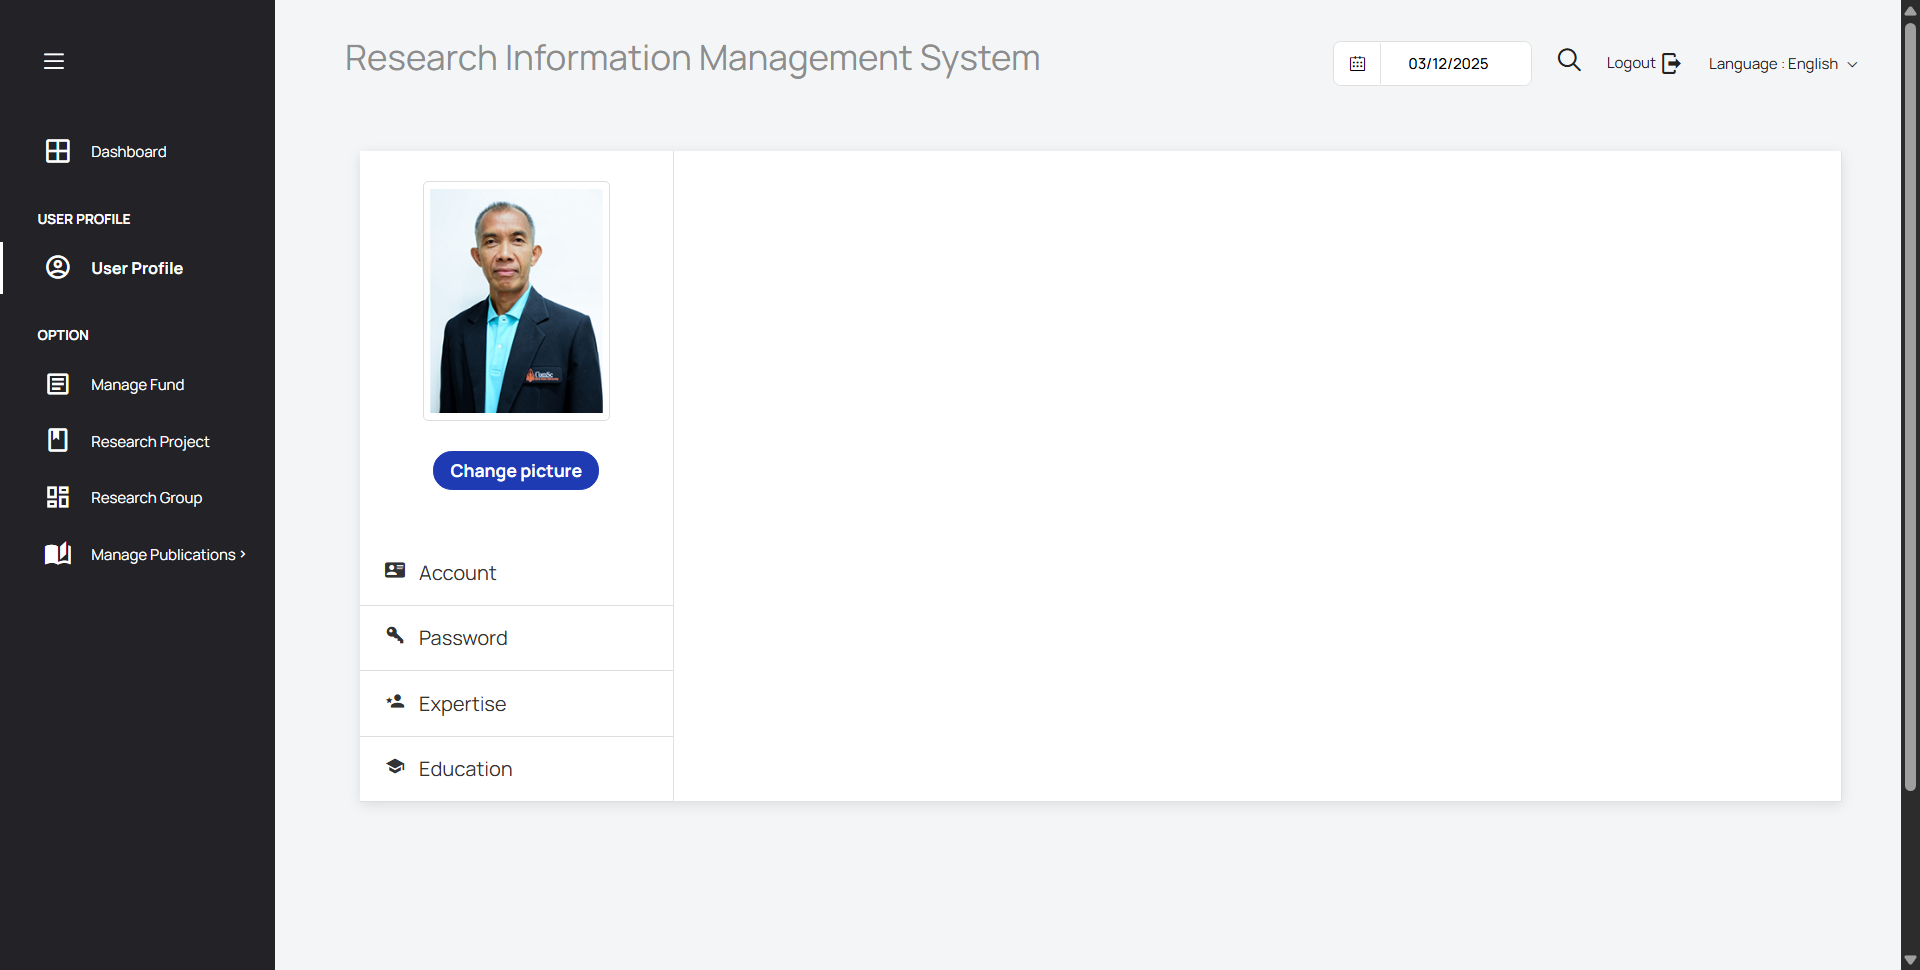 Research Information Management System
03/12/2025
Logout
Language : English
Dashboard
USER PROFILE
User Profile
OPTION
Manage Fund
Research Project
Research Group
Manage Publications
ComSc
Change picture
Account
Password
Expertise
Education